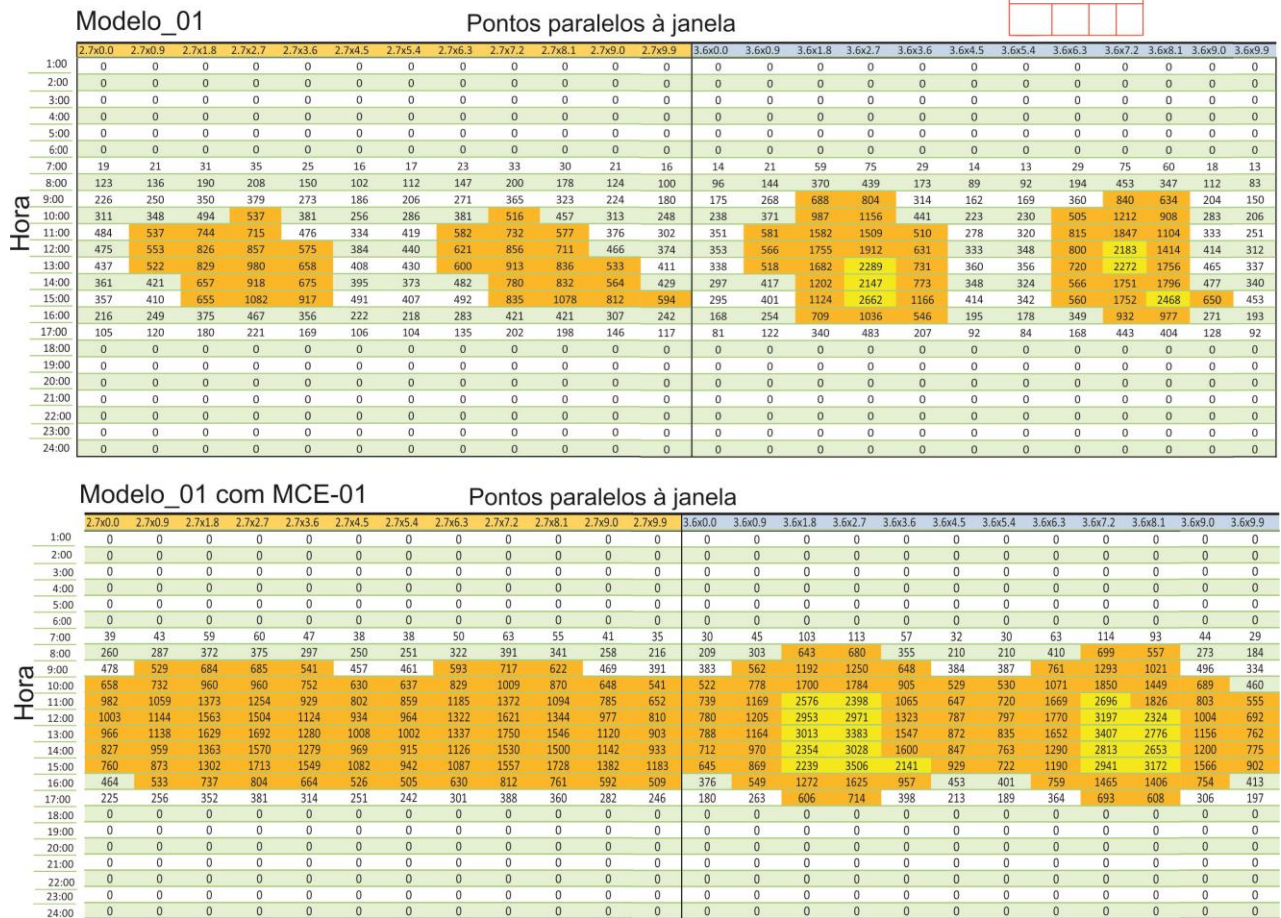 Modelo_01 Pontos paralelos à janela
2.7x0.0 2.7x0.9 2.7x1.8 2.7x2.7 2.7x3.6 2.7x4.5 2.7x5.4 2.7x6.3 2.7x7.2 2.7x8.1 2.7x9.0 2.7x9.9 3.6x0.0 3.6x0.9 3.6x1.8 3.6x2.7 3.6x3.6 3.6x4.5 3.6x5.4 3.6x6.3 3.6x7.2 3.6x8.1 3.6x9.0 3.6x9.9
Hora
1:00 0 0 0 0 0 0 0 0 0 0 0 0 0 0 0 0 0 0 0 0 0 0 0 0
2:00 0 0 0 0 0 0 0 0 0 0 0 0 0 0 0 0 0 0 0 0 0 0 0 0
3:00 0 0 0 0 0 0 0 0 0 0 0 0 0 0 0 0 0 0 0 0 0 0 0 0
4:00 0 0 0 0 0 0 0 0 0 0 0 0 0 0 0 0 0 0 0 0 0 0 0 0
5:00 0 0 0 0 0 0 0 0 0 0 0 0 0 0 0 0 0 0 0 0 0 0 0 0
6:00 0 0 0 0 0 0 0 0 0 0 0 0 0 0 0 0 0 0 0 0 0 0 0 0
7:00 19 21 31 35 25 16 17 23 33 30 21 16 14 21 59 75 29 14 13 29 75 60 18 13
8:00 123 136 190 208 150 102 112 147 200 178 124 100 96 144 370 439 173 89 92 194 453 347 112 83
9:00 226 250 350 379 273 186 206 271 365 323 224 180 175 268 688 804 314 162 169 360 840 634 204 150
10:00 311 348 494 537 381 256 286 381 516 457 313 248 238 371 987 1156 441 223 230 505 1212 908 283 206
11:00 484 537 744 715 476 334 419 582 732 577 376 302 351 581 1582 1509 510 278 320 815 1847 1104 333 251
12:00 475 553 826 857 575 384 440 621 856 711 466 374 353 566 1755 1912 631 333 348 800 2183 1414 414 312
13:00 437 522 829 980 658 408 430 600 913 836 533 411 338 518 1682 2289 731 360 356 720 2272 1756 465 337
14:00 361 421 657 918 675 395 373 482 780 832 564 429 297 417 1202 2147 773 348 324 566 1751 1796 477 340
15:00 357 410 655 1082 917 491 407 492 835 1078 812 594 295 401 1124 2662 1166 414 342 560 1752 2468 650 453
16:00 216 249 375 467 356 222 218 283 421 421 307 242 168 254 709 1036 546 195 178 349 932 977 271 193
17:00 105 120 180 221 169 106 104 135 202 198 146 117 81 122 340 483 207 92 84 168 443 404 128 92
18:00 0 0 0 0 0 0 0 0 0 0 0 0 0 0 0 0 0 0 0 0 0 0 0 0
19:00 0 0 0 0 0 0 0 0 0 0 0 0 0 0 0 0 0 0 0 0 0 0 0 0
20:00 0 0 0 0 0 0 0 0 0 0 0 0 0 0 0 0 0 0 0 0 0 0 0 0
21:00 0 0 0 0 0 0 0 0 0 0 0 0 0 0 0 0 0 0 0 0 0 0 0 0
22:00 0 0 0 0 0 0 0 0 0 0 0 0 0 0 0 0 0 0 0 0 0 0 0 0
23:00 0 0 0 0 0 0 0 0 0 0 0 0 0 0 0 0 0 0 0 0 0 0 0 0
24:00 0 0 0 0 0 0 0 0 0 0 0 0 0 0 0 0 0 0 0 0 0 0 0 0
Modelo_01 com MCE-01 Pontos paralelos à janela
2.7x0.0 2.7x0.9 2.7x1.8 2.7x2.7 2.7x3.6 2.7x4.5 2.7x5.4 2.7x6.3 2.7x7.2 2.7x8.1 2.7x9.0 2.7x9.9 3.6x0.0 3.6x0.9 3.6x1.8 3.6x2.7 3.6x3.6 3.6x4.5 3.6x5.4 3.6x6.3 3.6x7.2 3.6x8.1 3.6x9.0 3.6x9.9
Hora
1:00 0 0 0 0 0 0 0 0 0 0 0 0 0 0 0 0 0 0 0 0 0 0 0 0
2:00 0 0 0 0 0 0 0 0 0 0 0 0 0 0 0 0 0 0 0 0 0 0 0 0
3:00 0 0 0 0 0 0 0 0 0 0 0 0 0 0 0 0 0 0 0 0 0 0 0 0
4:00 0 0 0 0 0 0 0 0 0 0 0 0 0 0 0 0 0 0 0 0 0 0 0 0
5:00 0 0 0 0 0 0 0 0 0 0 0 0 0 0 0 0 0 0 0 0 0 0 0 0
6:00 0 0 0 0 0 0 0 0 0 0 0 0 0 0 0 0 0 0 0 0 0 0 0 0
7:00 39 43 59 60 47 38 38 50 63 55 41 35 30 45 103 113 57 32 30 63 114 93 44 29
8:00 260 287 372 375 297 250 251 322 391 341 258 216 209 303 643 680 355 210 210 410 699 557 273 184
9:00 478 529 684 685 541 457 461 593 717 622 469 391 383 562 1192 1250 648 384 387 761 1293 1021 496 334
10:00 658 732 960 960 752 630 637 829 1009 870 648 541 522 778 1700 1784 905 529 530 1071 1850 1449 689 460
11:00 982 1059 1373 1254 929 802 859 1185 1372 1094 785 652 739 1169 2576 2398 1065 647 720 1669 2696 1826 803 555
12:00 1003 1144 1563 1504 1124 934 964 1322 1621 1344 977 810 780 1205 2953 2971 1323 787 797 1770 3197 2324 1004 692
13:00 966 1138 1629 1692 1280 1008 1002 1337 1750 1546 1120 903 788 1164 3013 3383 1547 872 835 1652 3407 2776 1156 762
14:00 827 959 1363 1570 1279 969 915 1126 1530 1500 1142 933 712 970 2354 3028 1600 847 763 1290 2813 2653 1200 775
15:00 760 873 1302 1713 1549 1082 942 1087 1557 1728 1382 1183 645 869 2239 3506 2141 929 722 1190 2941 3172 1566 902
16:00 464 533 737 804 664 526 505 630 812 761 592 509 376 549 1272 1625 957 453 401 759 1465 1406 754 413
17:00 225 256 352 381 314 251 242 301 388 360 282 246 180 263 606 714 398 213 189 364 693 608 306 197
18:00 0 0 0 0 0 0 0 0 0 0 0 0 0 0 0 0 0 0 0 0 0 0 0 0
19:00 0 0 0 0 0 0 0 0 0 0 0 0 0 0 0 0 0 0 0 0 0 0 0 0
20:00 0 0 0 0 0 0 0 0 0 0 0 0 0 0 0 0 0 0 0 0 0 0 0 0
21:00 0 0 0 0 0 0 0 0 0 0 0 0 0 0 0 0 0 0 0 0 0 0 0 0
22:00 0 0 0 0 0 0 0 0 0 0 0 0 0 0 0 0 0 0 0 0 0 0 0 0
23:00 0 0 0 0 0 0 0 0 0 0 0 0 0 0 0 0 0 0 0 0 0 0 0 0
24:00 0 0 0 0 0 0 0 0 0 0 0 0 0 0 0 0 0 0 0 0 0 0 0 0